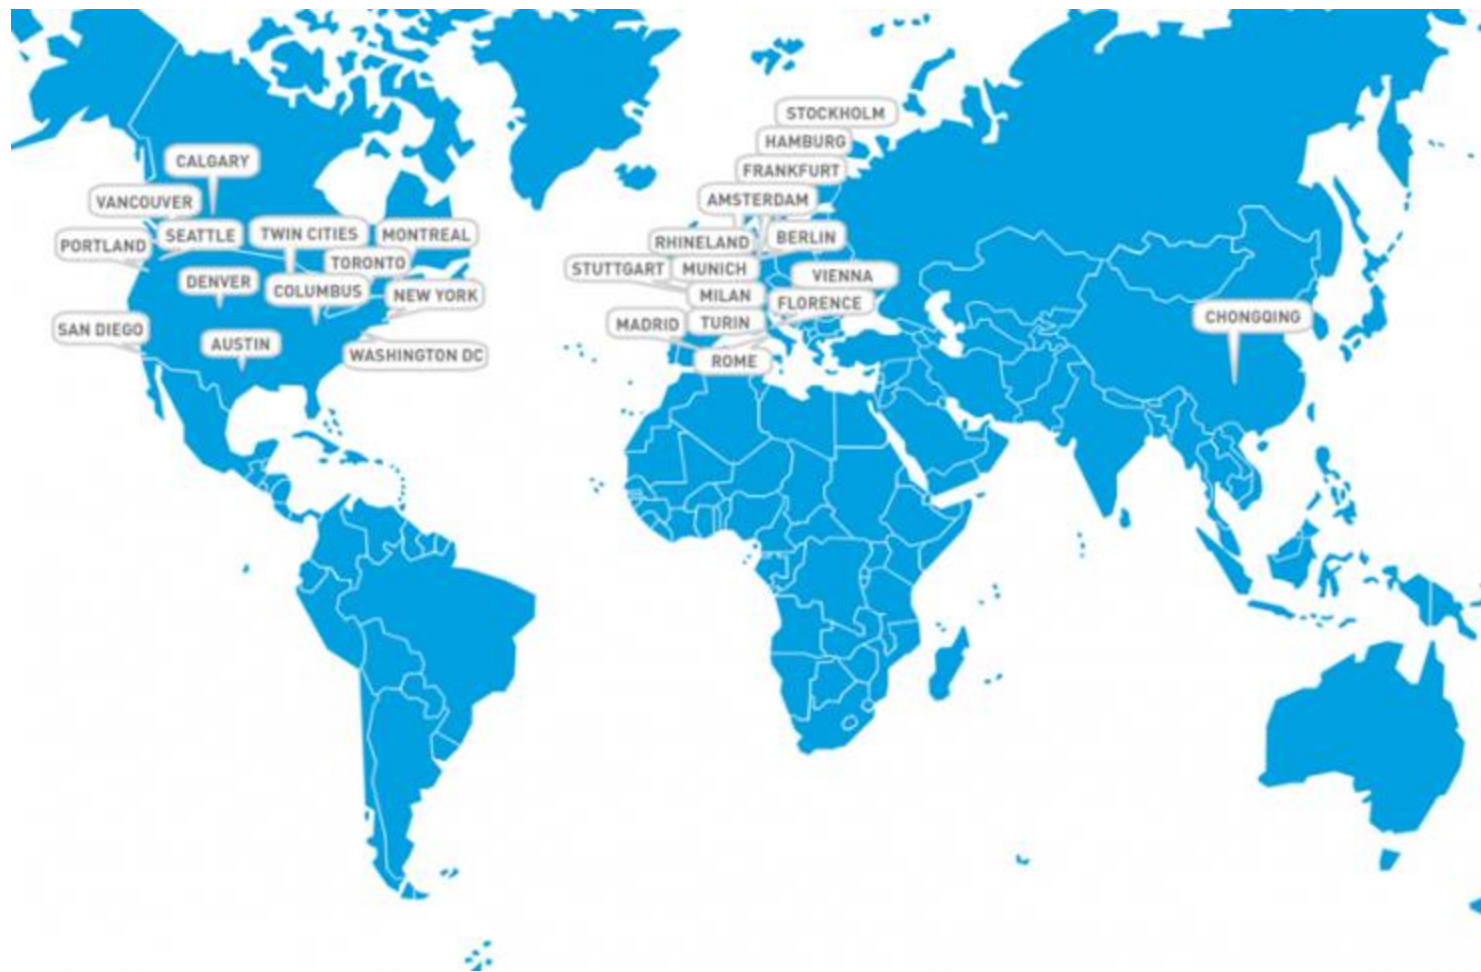 STOCKHOLM
HAMBURG
CALGARY
FRANKFURT
VANCOUVER
AMSTERDAM
PORTLAND
SEATTLE
TWIN CITIES
MONTREAL
RHINELAND
BERLIN
TORONTO
STUTTGART
MUNICH
VIENNA
DENVER
COLUMBUS
NEW YORK
MILAN
FLORENCE
CHONGQING
SAN DIEGO
MADRID
TURIN
AUSTIN
WASHINGTON DC
ROME